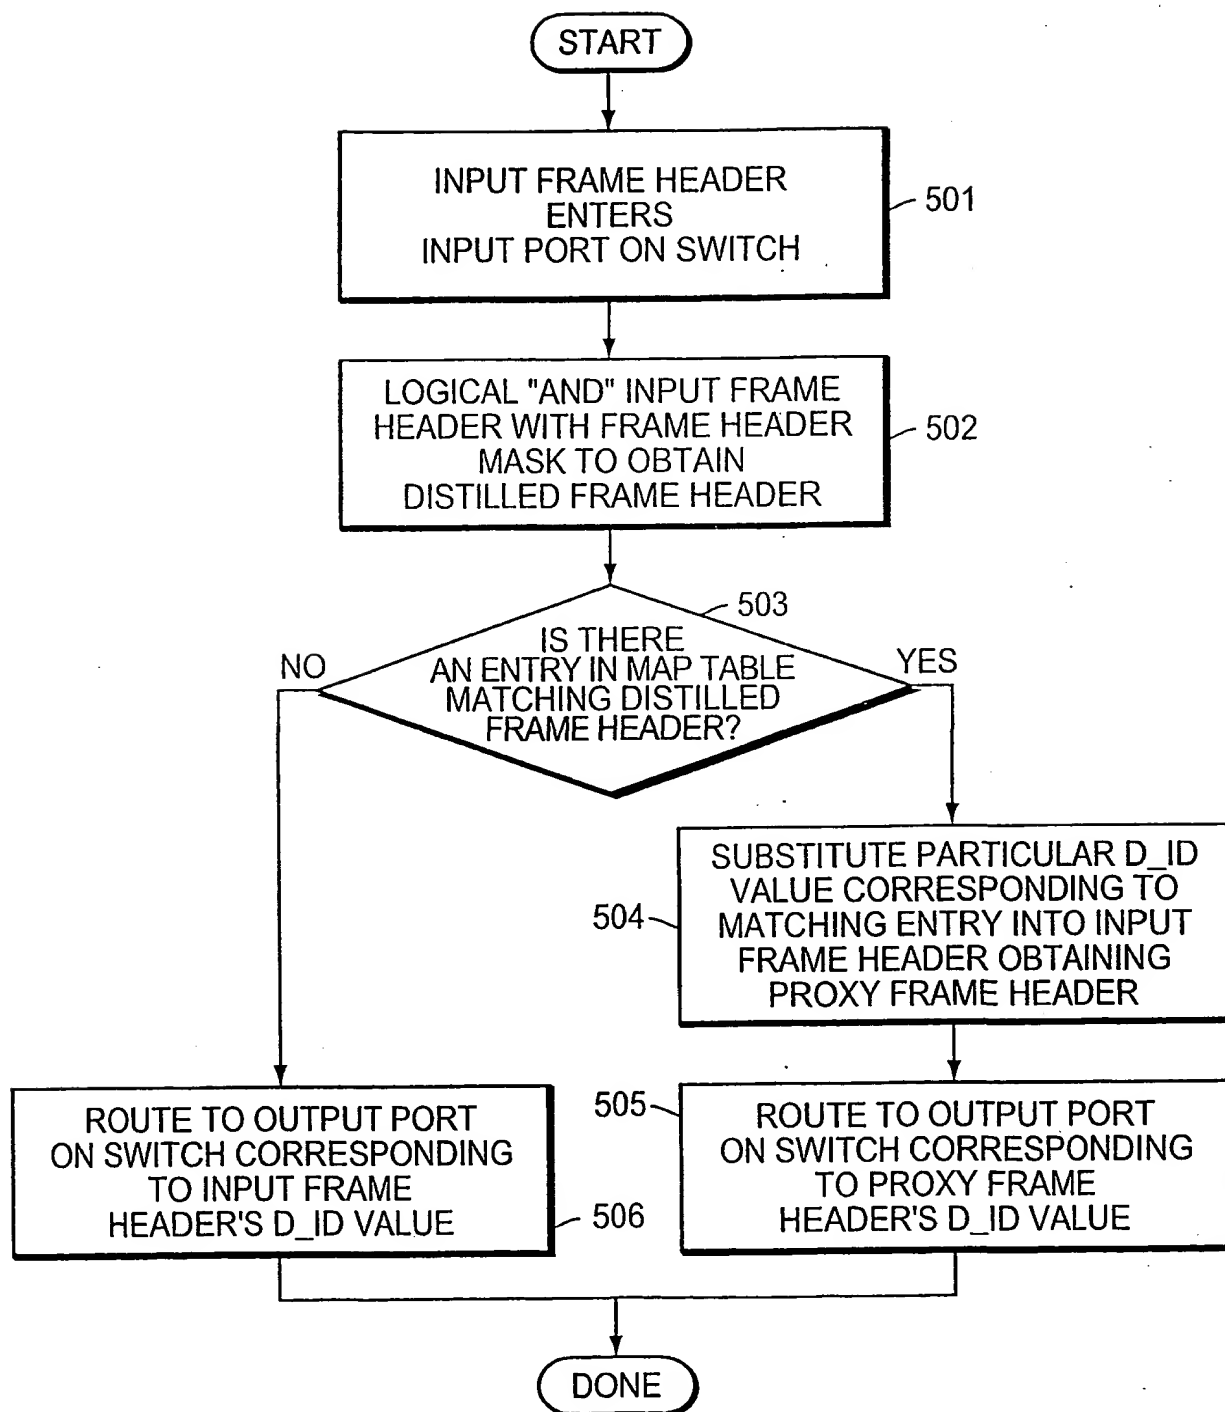 START
INPUT FRAME HEADER
ENTERS
INPUT PORT ON SWITCH
501
LOGICAL "AND" INPUT FRAME
HEADER WITH FRAME HEADER
MASK TO OBTAIN
DISTILLED FRAME HEADER
502
503
IS THERE
AN ENTRY IN MAP TABLE
MATCHING DISTILLED
FRAME HEADER?
NO
YES
504
SUBSTITUTE PARTICULAR D_ID
VALUE CORRESPONDING TO
MATCHING ENTRY INTO INPUT
FRAME HEADER OBTAINING
PROXY FRAME HEADER
ROUTE TO OUTPUT PORT
ON SWITCH CORRESPONDING
TO INPUT FRAME
HEADER'S D_ID VALUE
506
505
ROUTE TO OUTPUT PORT
ON SWITCH CORRESPONDING
TO PROXY FRAME
HEADER'S D_ID VALUE
DONE